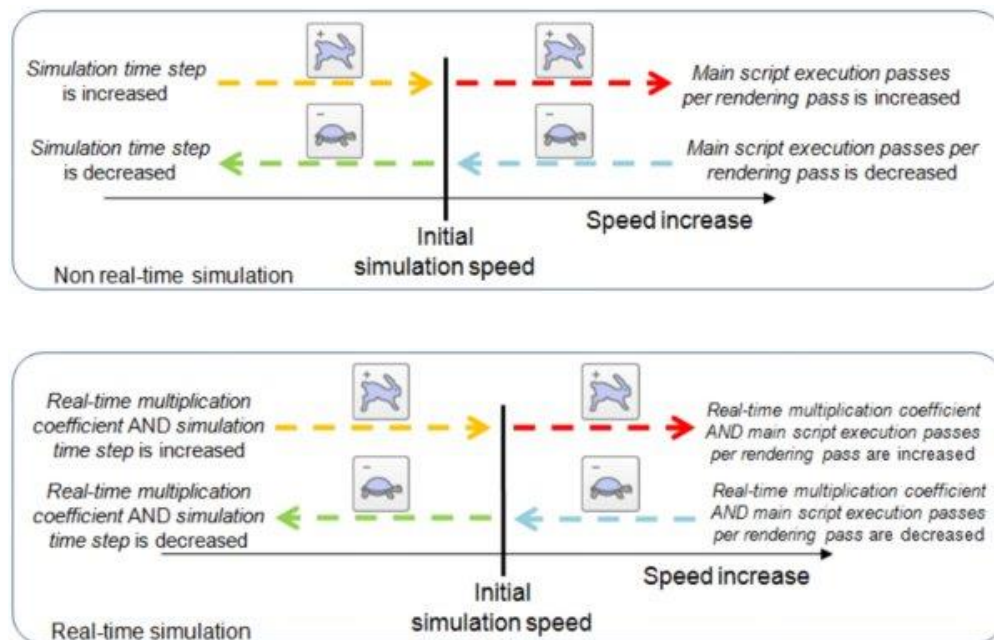 Simulation time step
is increased
Main script execution passes
per rendering pass is increased
Simulation time step
is decreased
Main script execution passes per
rendering pass is decreased
Speed increase
Initial
simulation speed
Non real-time simulation
Real-time multiplication
coefficient AND simulation
time step is increased
Real-time multiplication coefficient
AND main script execution passes
per rendering pass are increased
Real-time multiplication
coefficient AND simulation
time step is decreased
Real-time multiplication coefficient
AND main script execution passes
per rendering pass are decreased
Speed increase
Initial
simulation speed
Real-time simulation